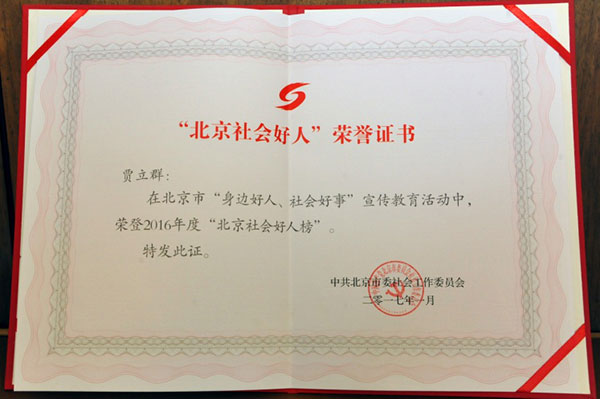 “北京社会好人”荣誉证书
贾立群：
在北京市“身边好人、社会好事”宣传教育活动中，
荣登2016年度“北京社会好人榜”。
特发此证。
中共北京市委社会工作委员会
二〇一七年一月